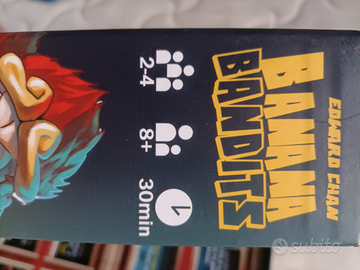 EDWARD CHAN
BANANA
BANDITS
2-4
8+
30min
subito